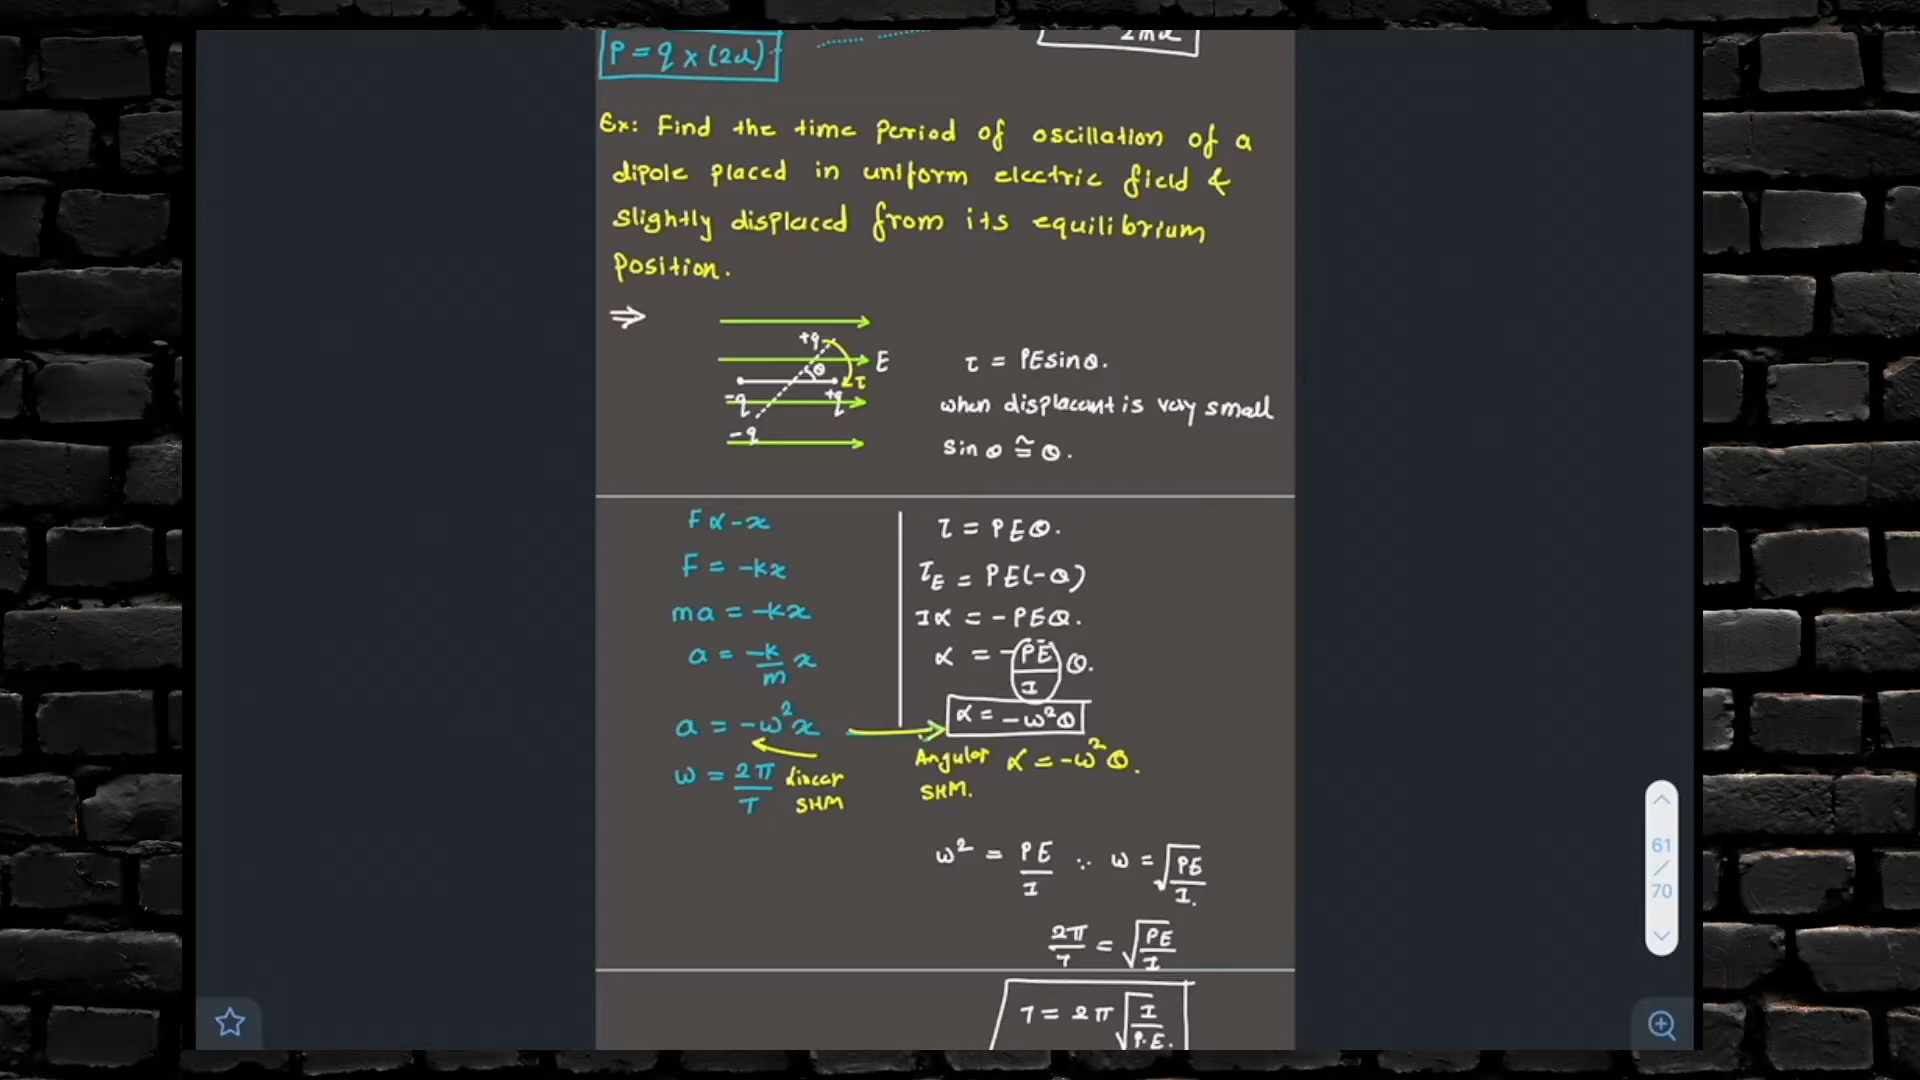 P = q × (2a)
2ma
Ex: Find the time period of oscillation of a
dipole placed in uniform electric field &
slightly displaced from its equilibrium
position.
⇒
+q
E
θ
τ
-q +q
-q
τ = PEsinθ.
when displacemt is very small
sin θ ≅ θ.
F α -x
F = -kx
ma = -kx
a = -k/m x
a = -ω²x
ω = 2π/T
linear
SHM
τ = PEθ.
τE = PE(-θ)
Iα = -PEθ.
α = -PE/I θ.
α = -ω²θ
Angular α = -ω²θ.
SHM.
ω² = PE/I ∴ ω = √PE/I.
2π/T = √PE/I
T = 2π √I/P.E.
61
/
70